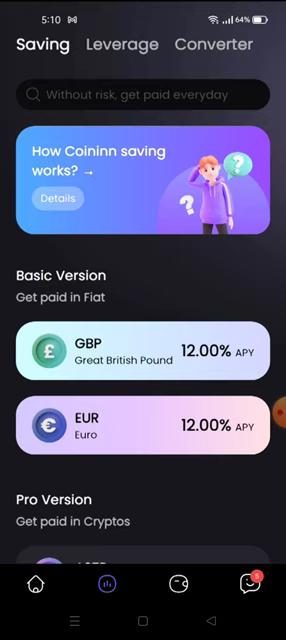 5:10
64%
Saving Leverage Converter
Without risk, get paid everyday
How Coininn saving
works? →
Details
Basic Version
Get paid in Fiat
GBP
Great British Pound
12.00% APY
EUR
Euro
12.00% APY
Pro Version
Get paid in Cryptos
5